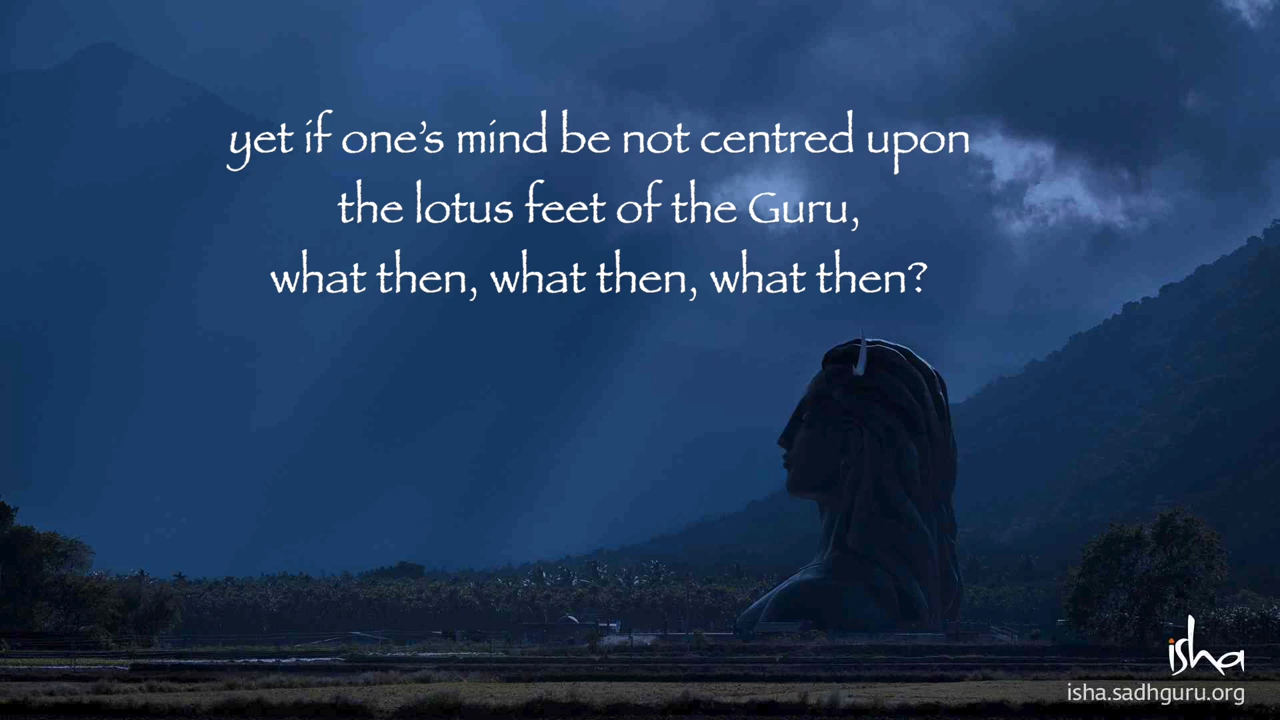 yet if one's mind be not centred upon
the lotus feet of the Guru,
what then, what then, what then?
isha
isha.sadhguru.org